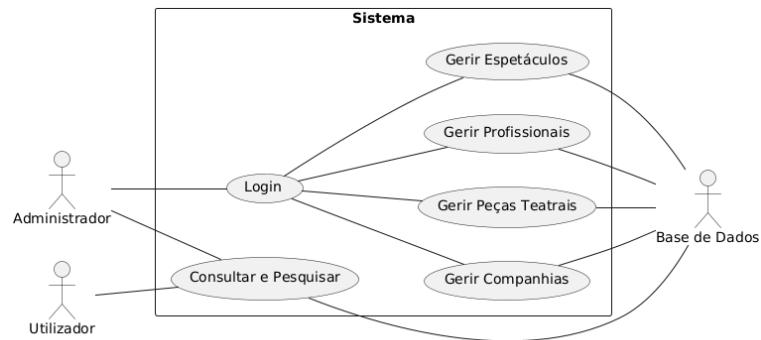 Sistema
Gerir Espetáculos
Gerir Profissionais
Login
Gerir Peças Teatrais
Administrador
Base de Dados
Consultar e Pesquisar
Gerir Companhias
Utilizador